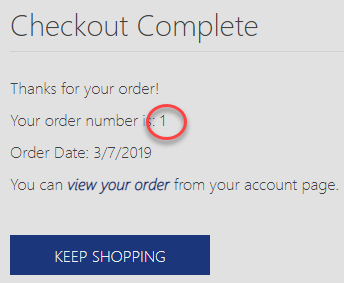 Checkout Complete
Thanks for your order!
Your order number is: 1
Order Date: 3/7/2019
You can view your order from your account page.
KEEP SHOPPING